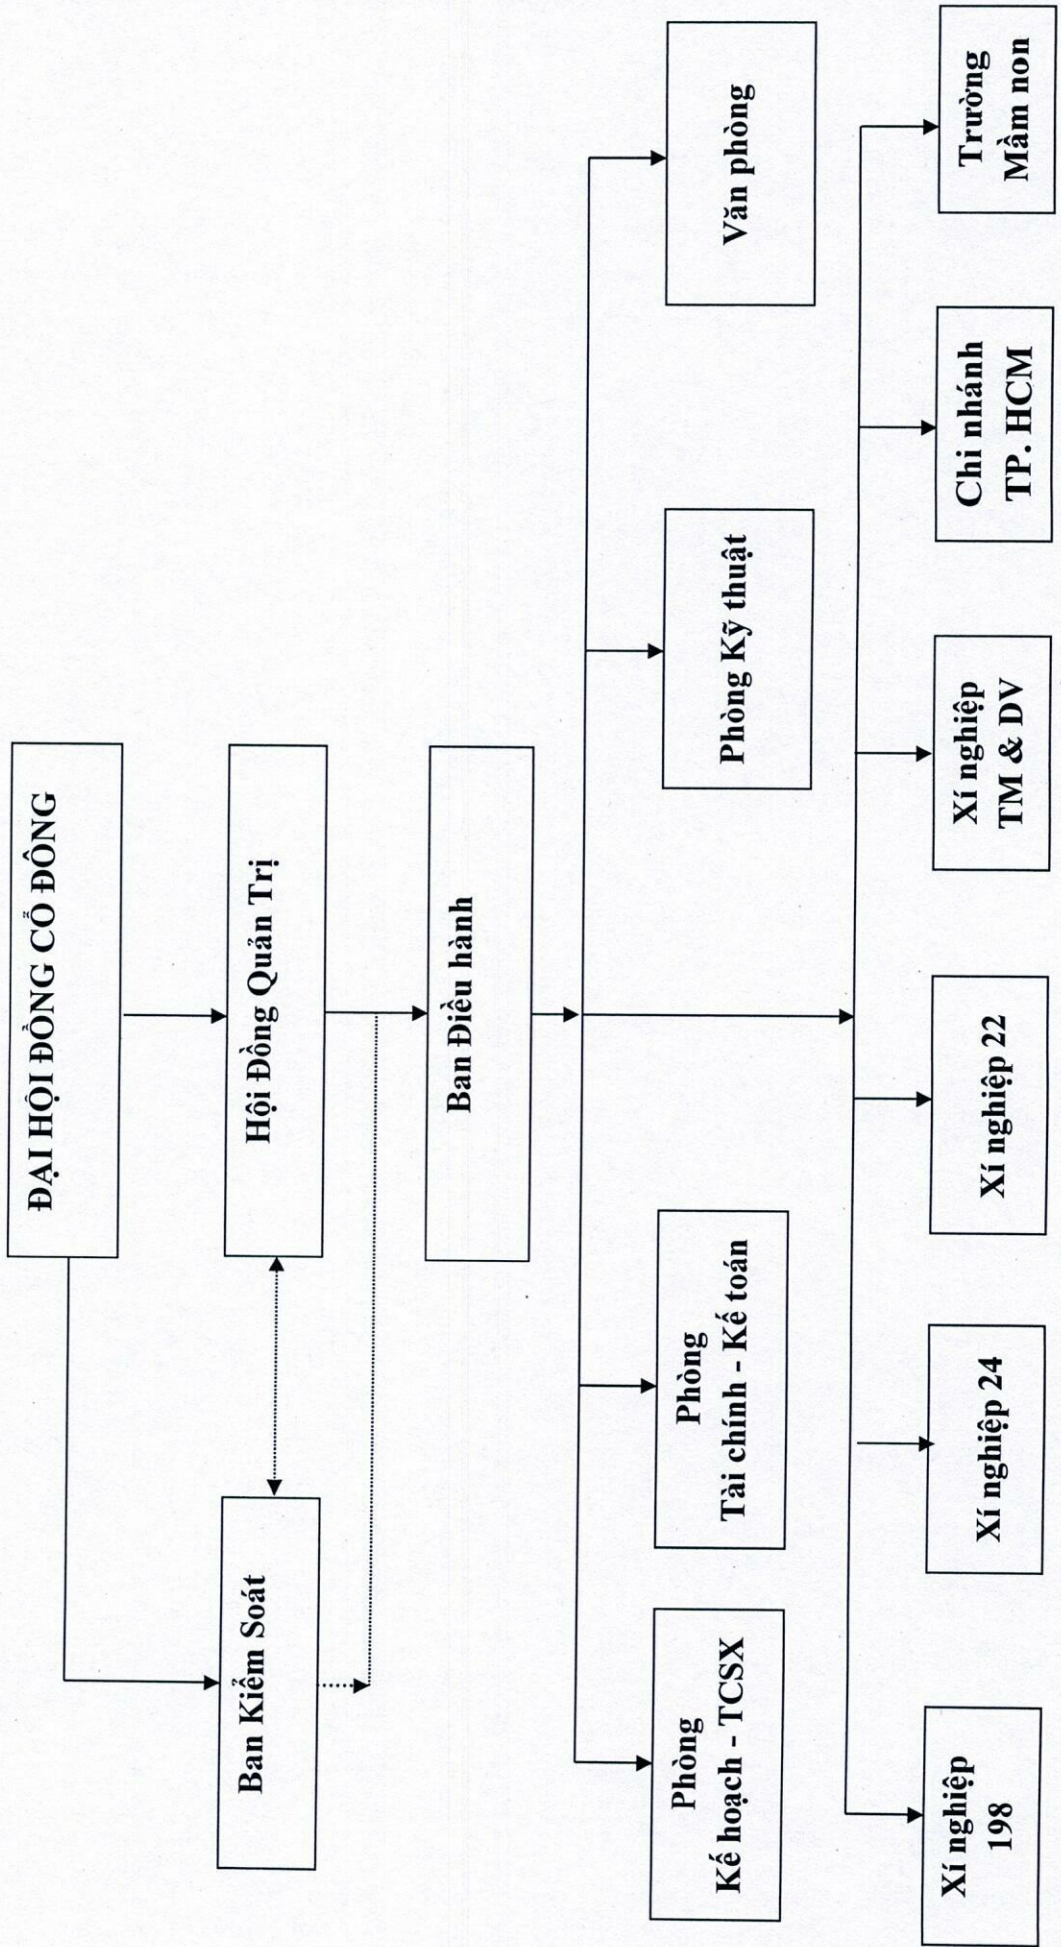 ĐẠI HỘI ĐỒNG CỔ ĐÔNG
Ban Kiểm Soát
Hội Đồng Quản Trị
Ban Điều hành
Phòng
Kế hoạch - TCSX
Phòng
Tài chính - Kế toán
Phòng Kỹ thuật
Văn phòng
Xí nghiệp
198
Xí nghiệp 24
Xí nghiệp 22
Xí nghiệp
TM & DV
Chi nhánh
TP. HCM
Trường
Mầm non